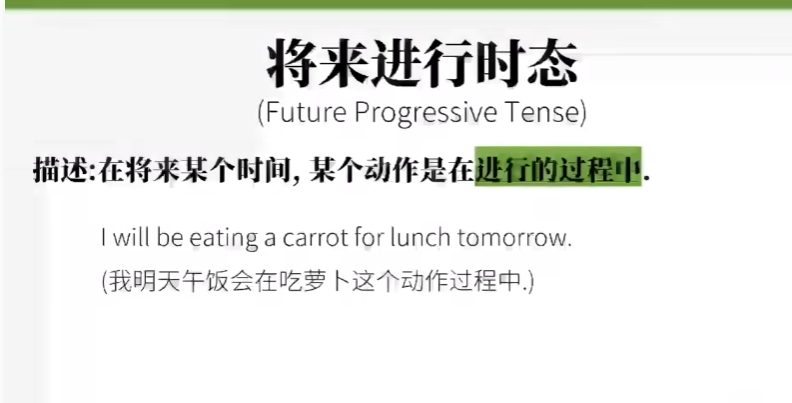 将来进行时态
(Future Progressive Tense)
描述:在将来某个时间, 某个动作是在进行的过程中.
I will be eating a carrot for lunch tomorrow.
(我明天午饭会在吃萝卜这个动作过程中.)